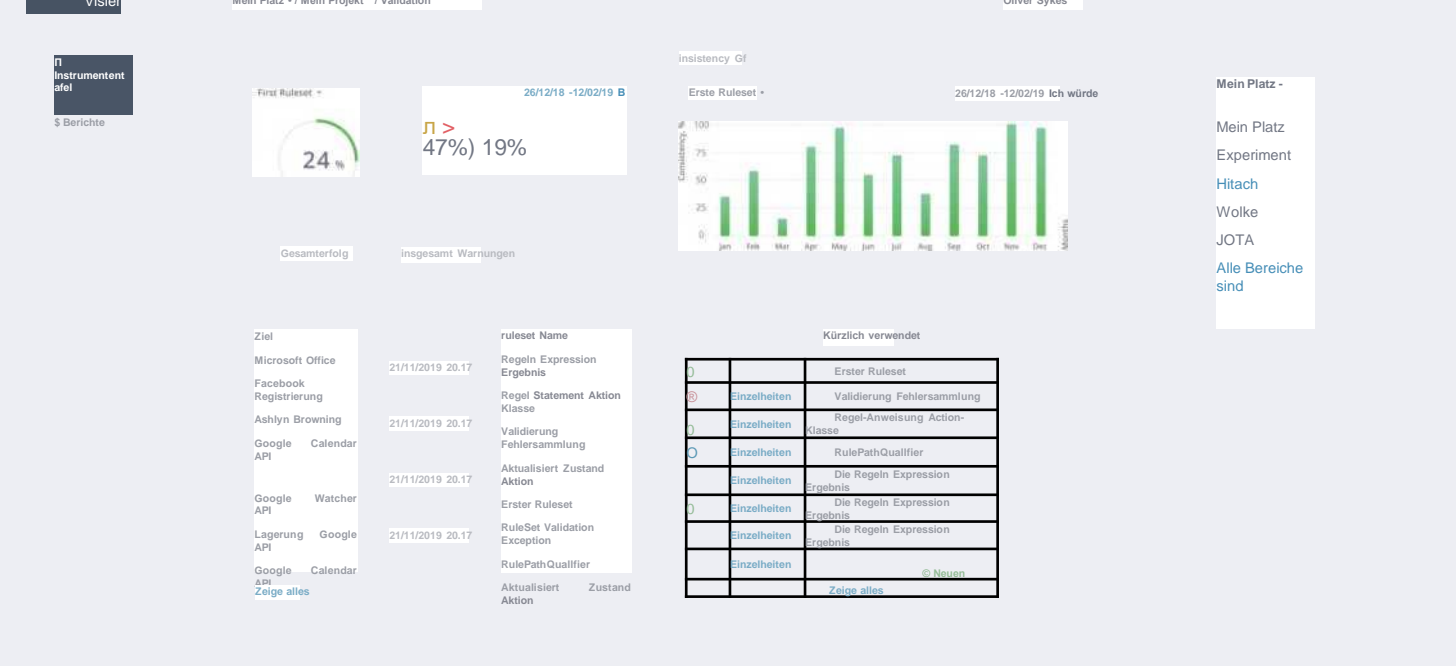 Visier
Mein Platz • / Mein Projekt / Validation
Oliver Sykes
П
Instrumentent
afel
$ Berichte
First Ruleset
24 %
26/12/18 -12/02/19 B
Л >
47%) 19%
Gesamterfolg
insgesamt Warnungen
insistency Gf
Erste Ruleset •
26/12/18 -12/02/19 Ich würde
Consistency, %
100
75
50
25
0
Jan Feb Mar Apr May Jun Jul Aug Sep Oct Nov Dec
Months
Mein Platz -
Mein Platz
Experiment
Hitach
Wolke
JOTA
Alle Bereiche
sind
Ziel
Microsoft Office
Facebook
Registrierung
Ashlyn Browning
Google Calendar
API
Google Watcher
API
Lagerung Google
API
Google Calendar
API
Zeige alles
21/11/2019 20.17
21/11/2019 20.17
21/11/2019 20.17
21/11/2019 20.17
ruleset Name
Regeln Expression
Ergebnis
Regel Statement Aktion
Klasse
Validierung
Fehlersammlung
Aktualisiert Zustand
Aktion
Erster Ruleset
RuleSet Validation
Exception
RulePathQuallfier
Aktualisiert Zustand
Aktion
Kürzlich verwendet
0 Erster Ruleset
® Einzelheiten Validierung Fehlersammlung
0 Einzelheiten Regel-Anweisung Action-
Klasse
O Einzelheiten RulePathQuallfier
Einzelheiten Die Regeln Expression
Ergebnis
0 Einzelheiten Die Regeln Expression
Ergebnis
Einzelheiten Die Regeln Expression
Ergebnis
Einzelheiten
© Neuen
Zeige alles